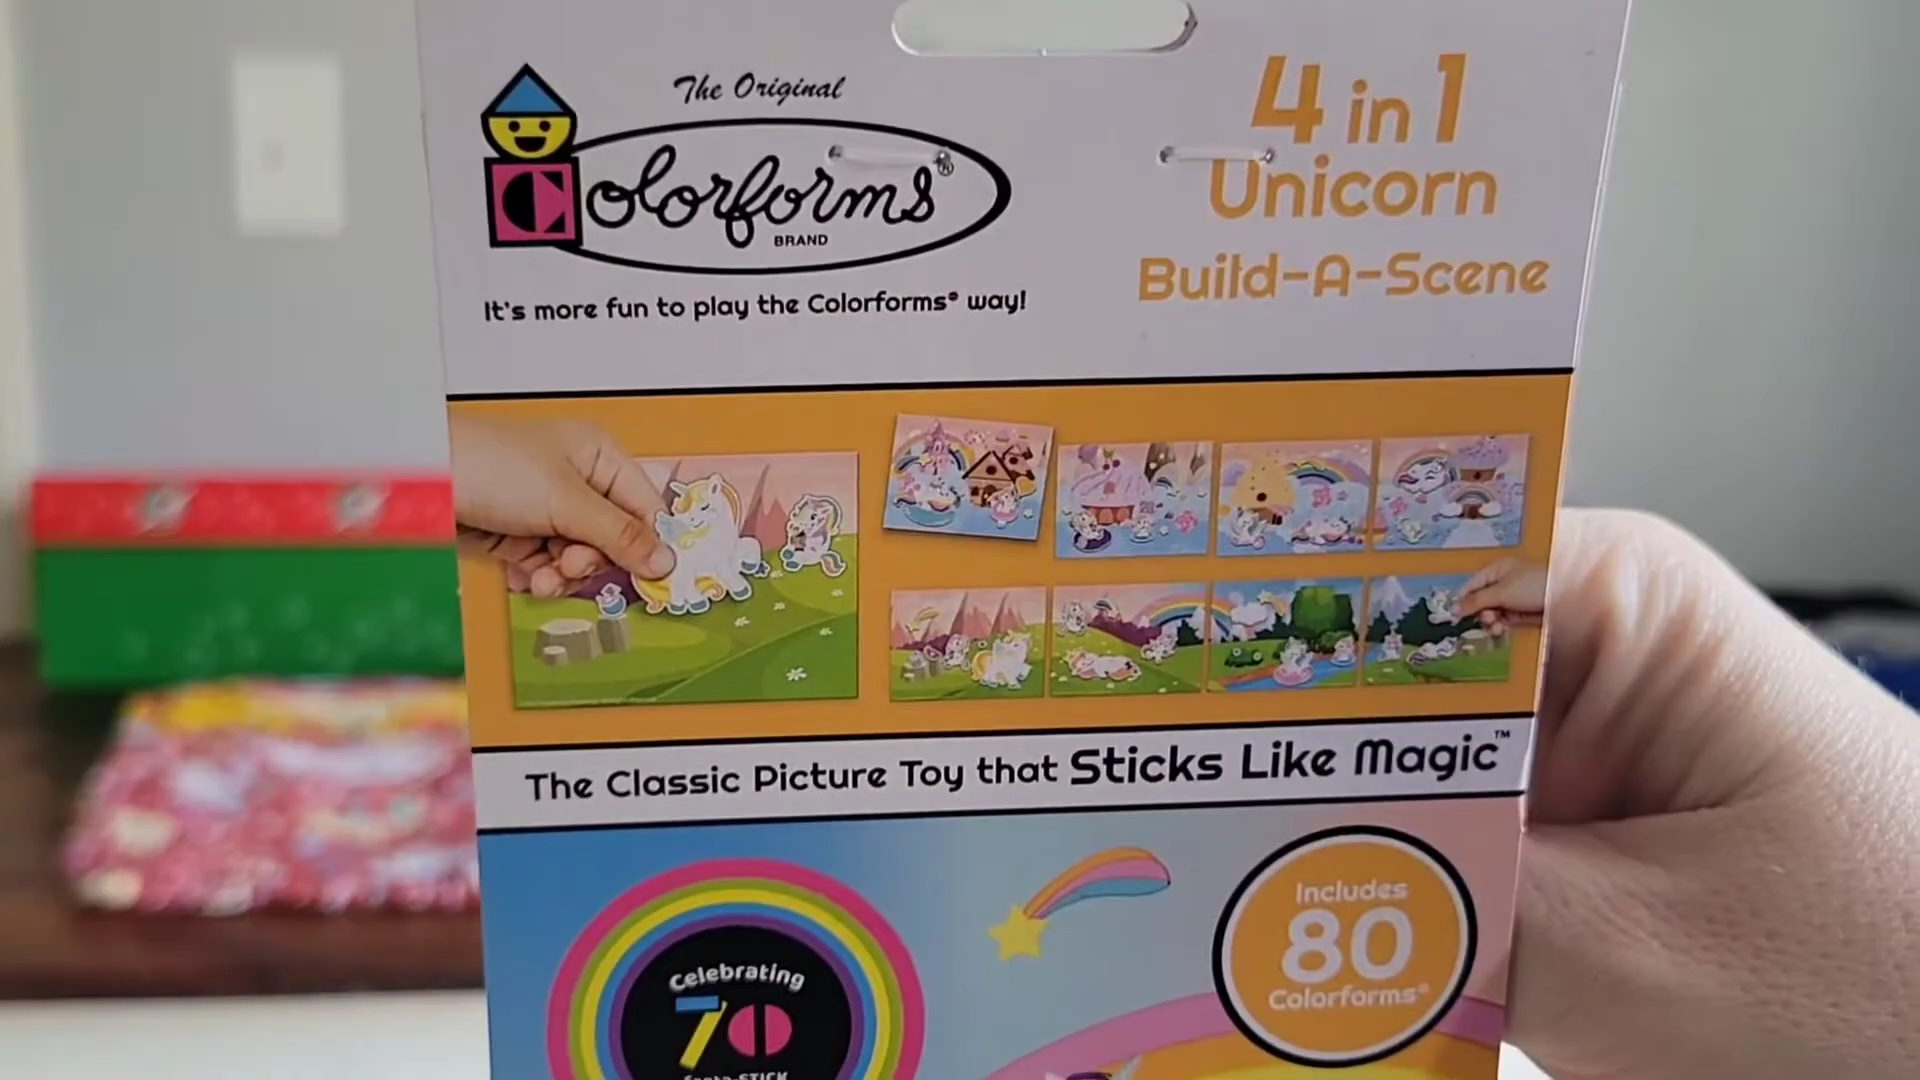 The Original
Colorforms®
BRAND
It's more fun to play the Colorforms® way!
4 in 1
Unicorn
Build-A-Scene
The Classic Picture Toy that Sticks Like Magic™
Includes
80
Colorforms®
Celebrating
70